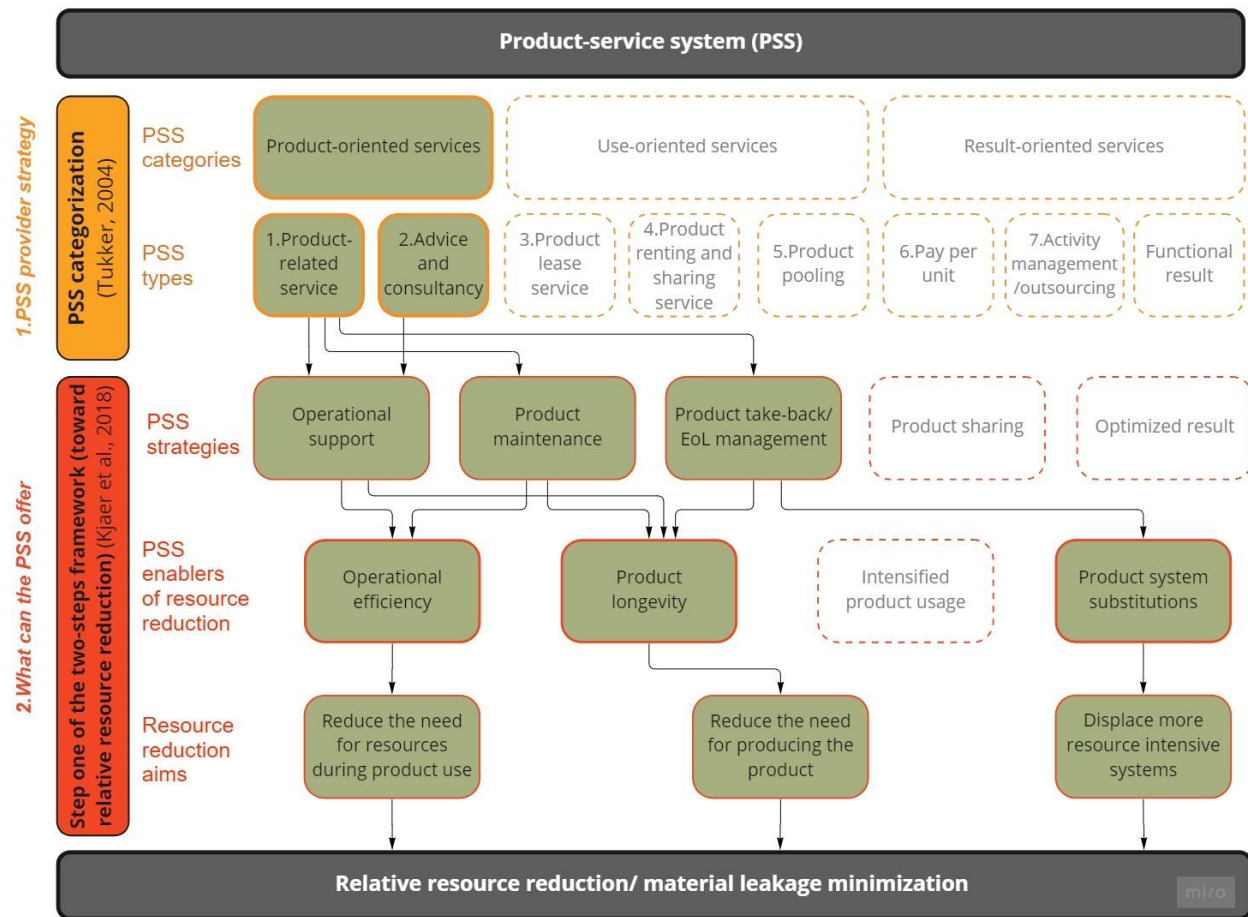 Product-service system (PSS)
1.PSS provider strategy
PSS categorization
(Tukker, 2004)
PSS
categories
Product-oriented services
Use-oriented services
Result-oriented services
PSS
types
1.Product-
related
service
2.Advice
and
consultancy
3.Product
lease
service
4.Product
renting and
sharing
service
5.Product
pooling
6.Pay per
unit
7.Activity
management
/outsourcing
Functional
result
2.What can the PSS offer
Step one of the two-steps framework (toward
relative resource reduction) (Kjaer et al., 2018)
PSS
strategies
Operational
support
Product
maintenance
Product take-back/
EoL management
Product sharing
Optimized result
PSS
enablers
of resource
reduction
Operational
efficiency
Product
longevity
Intensified
product usage
Product system
substitutions
Resource
reduction
aims
Reduce the need
for resources
during product use
Reduce the need
for producing the
product
Displace more
resource intensive
systems
Relative resource reduction/ material leakage minimization
miro